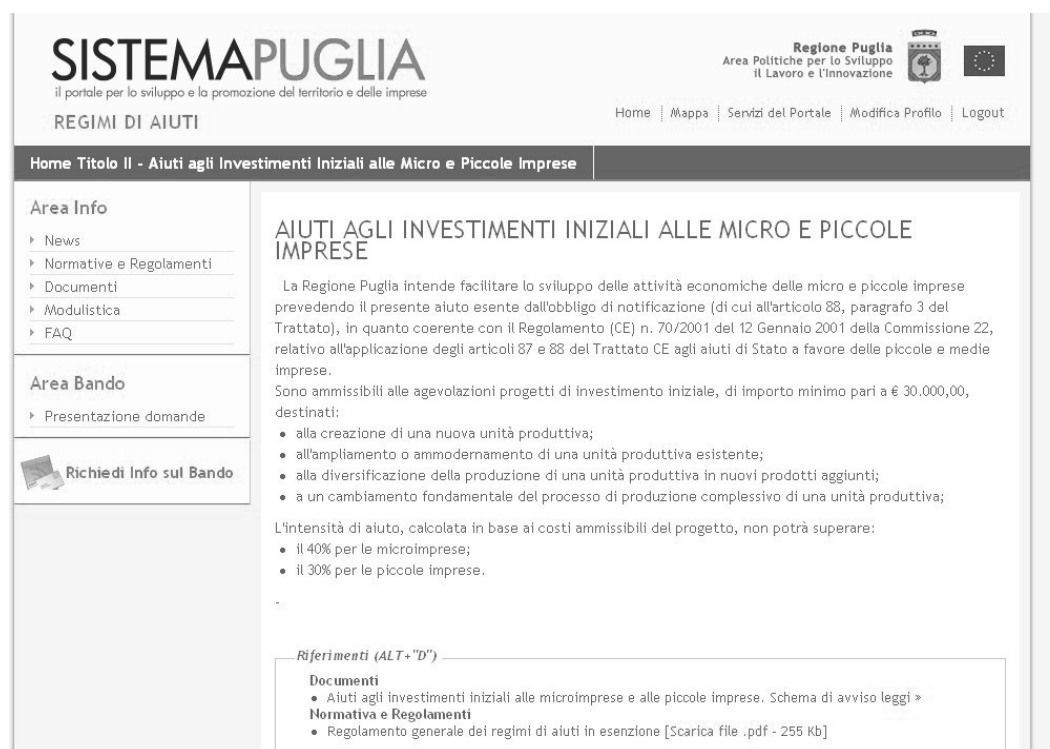 SISTEMAPUGLIA
il portale per lo sviluppo e la promozione del territorio e delle imprese
REGIMI DI AIUTI
Regione Puglia
Area Politiche per lo Sviluppo
il Lavoro e l'Innovazione
Home | Mappa | Servizi del Portale | Modifica Profilo | Logout
Home Titolo II - Aiuti agli Investimenti Iniziali alle Micro e Piccole Imprese
Area Info
News
Normative e Regolamenti
Documenti
Modulistica
FAQ
Area Bando
Presentazione domande
Richiedi Info sul Bando
AIUTI AGLI INVESTIMENTI INIZIALI ALLE MICRO E PICCOLE
IMPRESE
La Regione Puglia intende facilitare lo sviluppo delle attività economiche delle micro e piccole imprese
prevedendo il presente aiuto esente dall'obbligo di notificazione (di cui all'articolo 88, paragrafo 3 del
Trattato), in quanto coerente con il Regolamento (CE) n. 70/2001 del 12 Gennaio 2001 della Commissione 22,
relativo all'applicazione degli articoli 87 e 88 del Trattato CE agli aiuti di Stato a favore delle piccole e medie
imprese.
Sono ammissibili alle agevolazioni progetti di investimento iniziale, di importo minimo pari a € 30.000,00,
destinati:
• alla creazione di una nuova unità produttiva;
• all'ampliamento o ammodernamento di una unità produttiva esistente;
• alla diversificazione della produzione di una unità produttiva in nuovi prodotti aggiunti;
• a un cambiamento fondamentale del processo di produzione complessivo di una unità produttiva;
L'intensità di aiuto, calcolata in base ai costi ammissibili del progetto, non potrà superare:
• il 40% per le microimprese;
• il 30% per le piccole imprese.
-
Riferimenti (ALT+"D")
Documenti
• Aiuti agli investimenti iniziali alle microimprese e alle piccole imprese. Schema di avviso leggi »
Normativa e Regolamenti
• Regolamento generale dei regimi di aiuti in esenzione [Scarica file .pdf - 255 Kb]